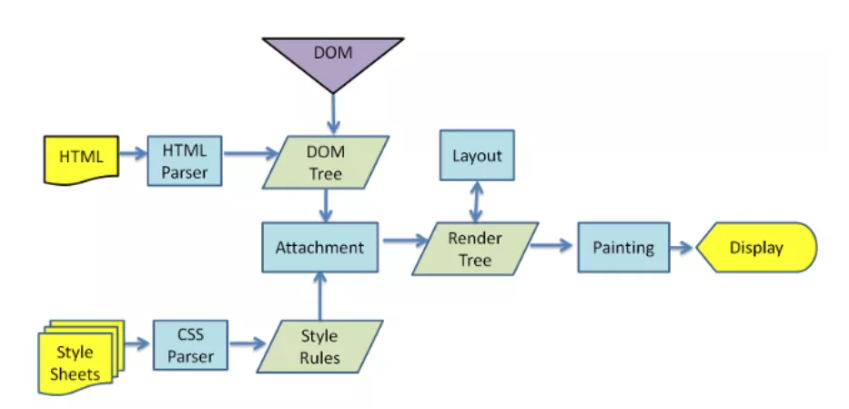 DOM
HTML
HTML
Parser
DOM
Tree
Layout
Attachment
Render
Tree
Painting
Display
Style
Sheets
CSS
Parser
Style
Rules